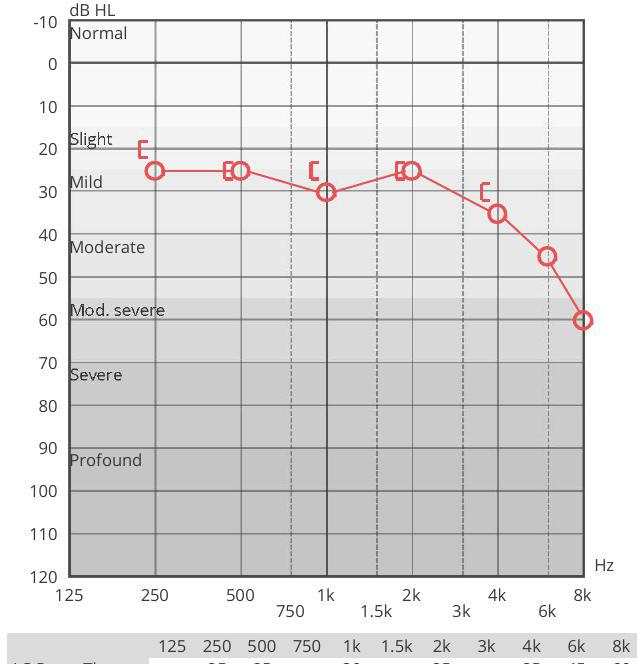 dB HL
-10
Normal
0
10
Slight
20
Mild
30
40
Moderate
50
Mod. severe
60
70
Severe
80
90
Profound
100
110
120
Hz
125 250 500 1k 2k 4k 8k
750 1.5k 3k 6k
125 250 500 750 1k 1.5k 2k 3k 4k 6k 8k